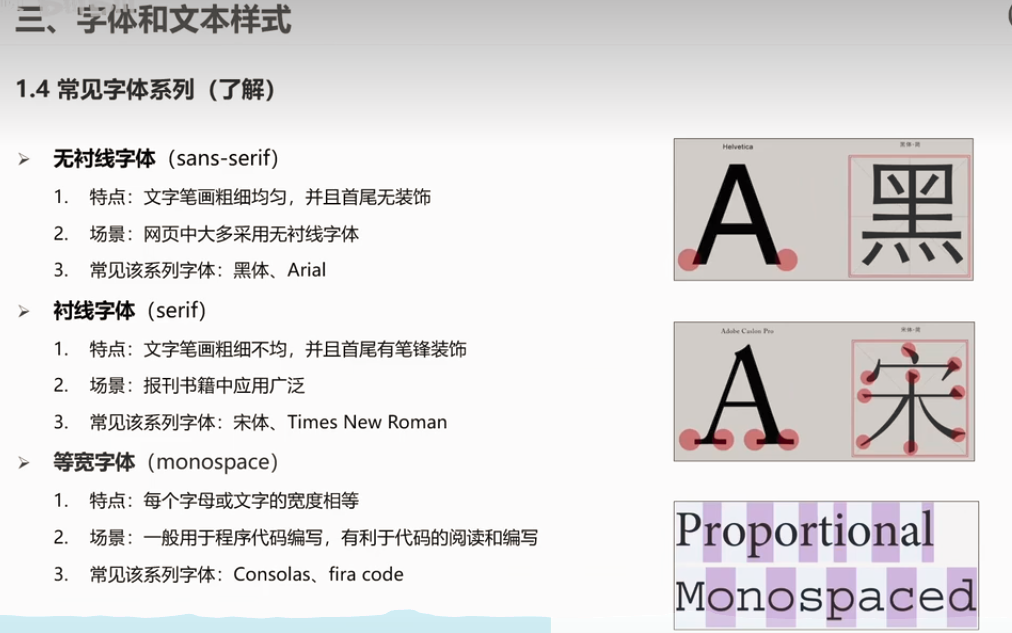 三、字体和文本样式
1.4 常见字体系列（了解）
➢ 无衬线字体（sans-serif）
1. 特点：文字笔画粗细均匀，并且首尾无装饰
2. 场景：网页中大多采用无衬线字体
3. 常见该系列字体：黑体、Arial
➢ 衬线字体（serif）
1. 特点：文字笔画粗细不均，并且首尾有笔锋装饰
2. 场景：报刊书籍中应用广泛
3. 常见该系列字体：宋体、Times New Roman
➢ 等宽字体（monospace）
1. 特点：每个字母或文字的宽度相等
2. 场景：一般用于程序代码编写，有利于代码的阅读和编写
3. 常见该系列字体：Consolas、fira code
Helvetica
A
黑体-简
黑
Adobe Caslon Pro
A
宋体-简
宋
Proportional
Monospaced